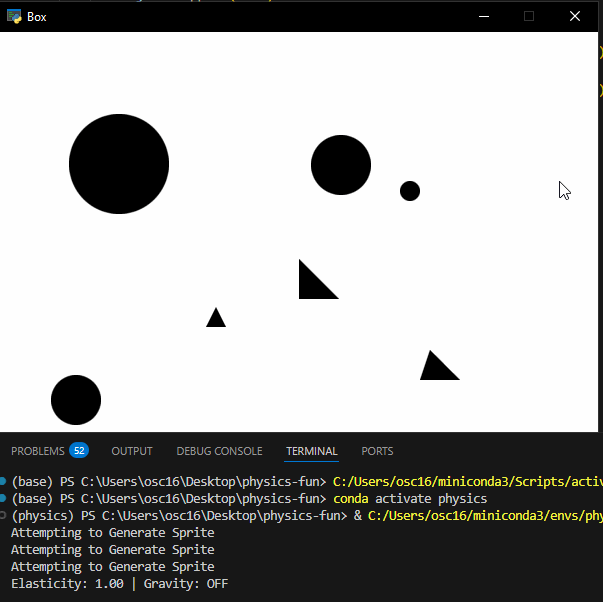 Box
PROBLEMS 52 OUTPUT DEBUG CONSOLE TERMINAL PORTS
(base) PS C:\Users\osc16\Desktop\physics-fun> C:/Users/osc16/miniconda3/Scripts/activ
(base) PS C:\Users\osc16\Desktop\physics-fun> conda activate physics
(physics) PS C:\Users\osc16\Desktop\physics-fun> & C:/Users/osc16/miniconda3/envs/phy
Attempting to Generate Sprite
Attempting to Generate Sprite
Attempting to Generate Sprite
Elasticity: 1.00 | Gravity: OFF